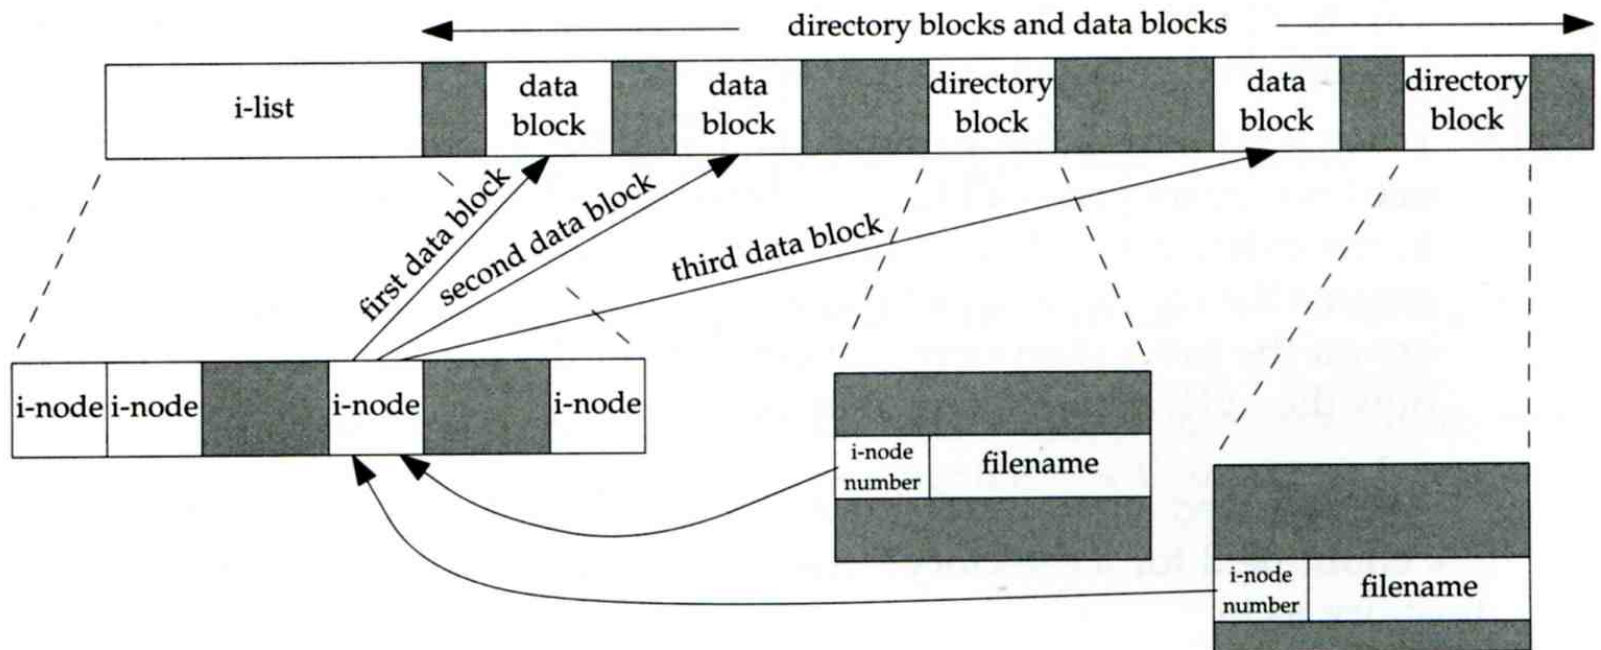 directory blocks and data blocks
i-list
data
block
data
block
directory
block
data
block
directory
block
first data block
second data block
third data block
i-node
i-node
i-node
i-node
i-node
number
filename
i-node
number
filename